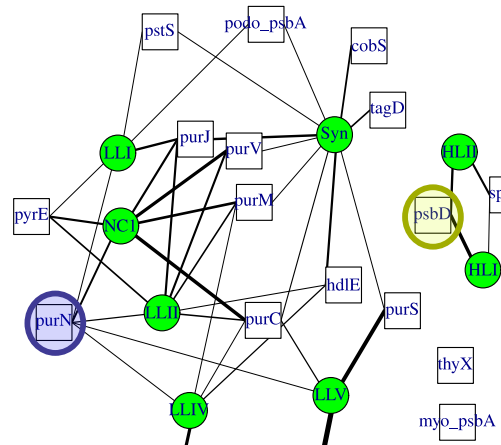 podo_psbA
pstS
cobS
tagD
Syn
purJ
purV
LLI
HLII
purM
pyrE
psbD
NC1
HLI
hdlE
purN
LLII
purC
purS
thyX
LLV
LLIV
myo_psbA